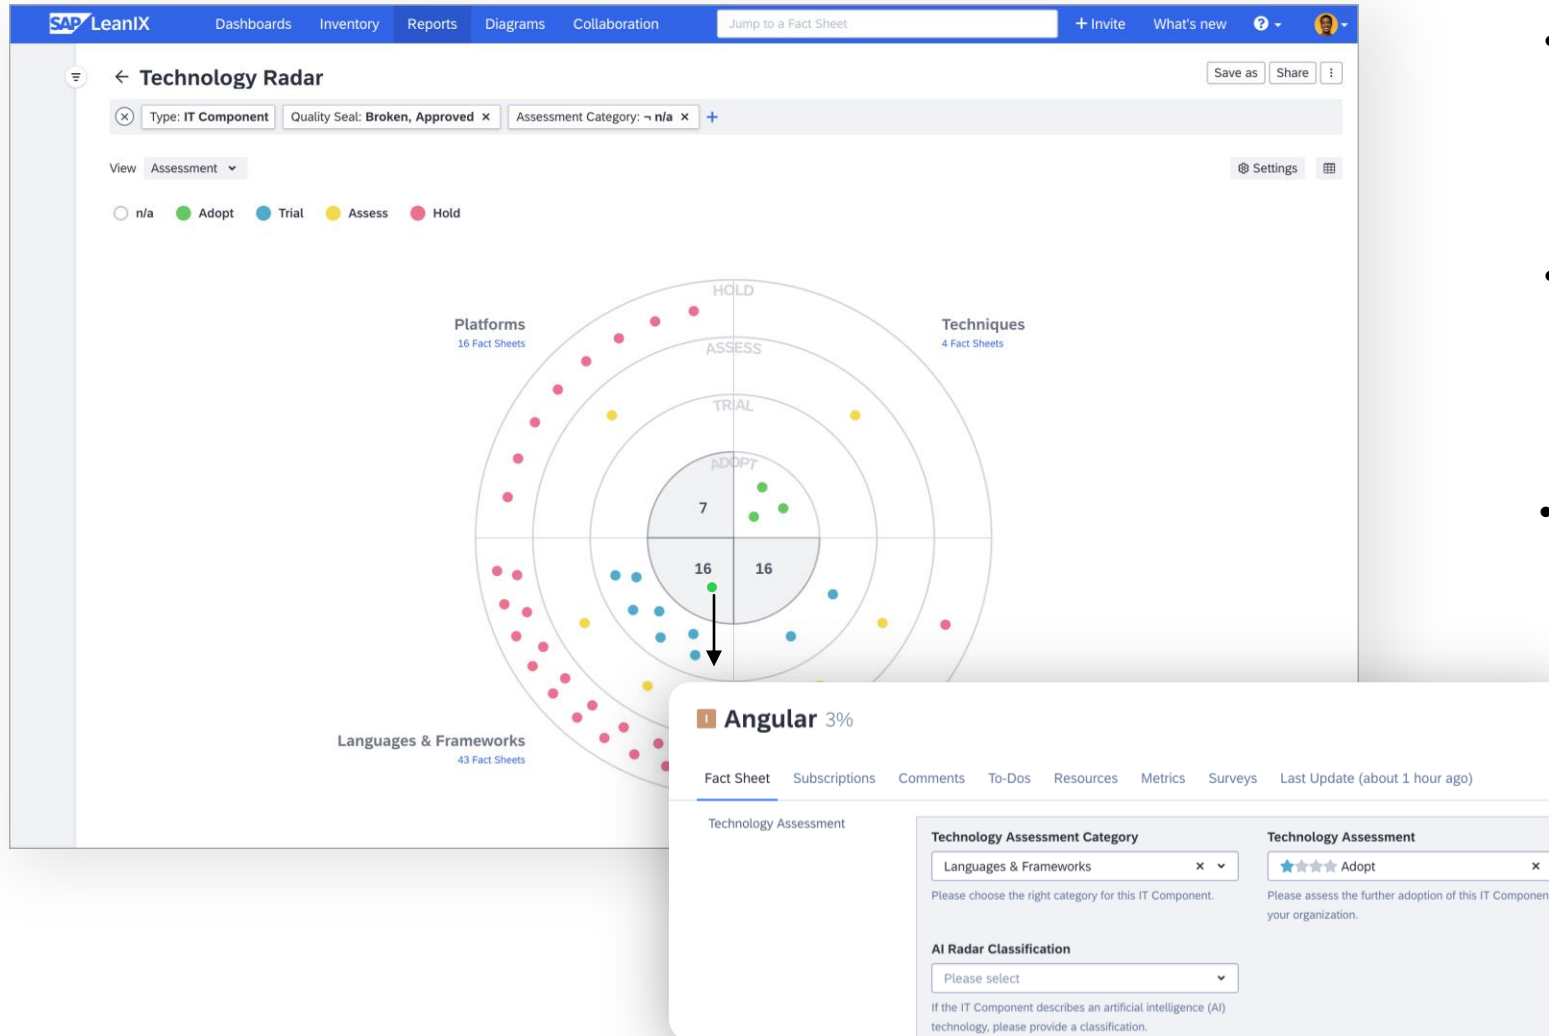 SAP LeanIX Dashboards Inventory Reports Diagrams Collaboration Jump to a Fact Sheet + Invite What's new ?
← Technology Radar Save as Share
Type: IT Component Quality Seal: Broken, Approved × Assessment Category: ¬ n/a × +
View Assessment Settings
n/a Adopt Trial Assess Hold
HOLD
Platforms Techniques
16 Fact Sheets 4 Fact Sheets
ASSESS
TRIAL
ADOPT
7
16 16
Languages & Frameworks
43 Fact Sheets
I Angular 3%
Fact Sheet Subscriptions Comments To-Dos Resources Metrics Surveys Last Update (about 1 hour ago)
Technology Assessment
Technology Assessment Category Technology Assessment
Languages & Frameworks × Adopt ×
Please choose the right category for this IT Component. Please assess the further adoption of this IT Componen
your organization.
AI Radar Classification
Please select
If the IT Component describes an artificial intelligence (AI)
technology, please provide a classification.